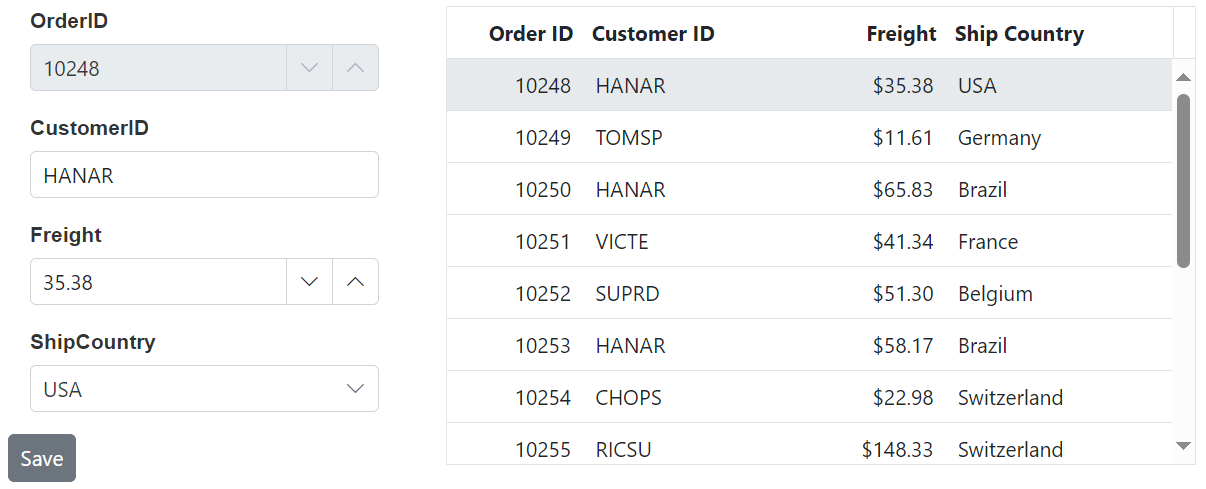 OrderID
10248
CustomerID
HANAR
Freight
35.38
ShipCountry
USA
Save
Order ID Customer ID Freight Ship Country
10248 HANAR $35.38 USA
10249 TOMSP $11.61 Germany
10250 HANAR $65.83 Brazil
10251 VICTE $41.34 France
10252 SUPRD $51.30 Belgium
10253 HANAR $58.17 Brazil
10254 CHOPS $22.98 Switzerland
10255 RICSU $148.33 Switzerland